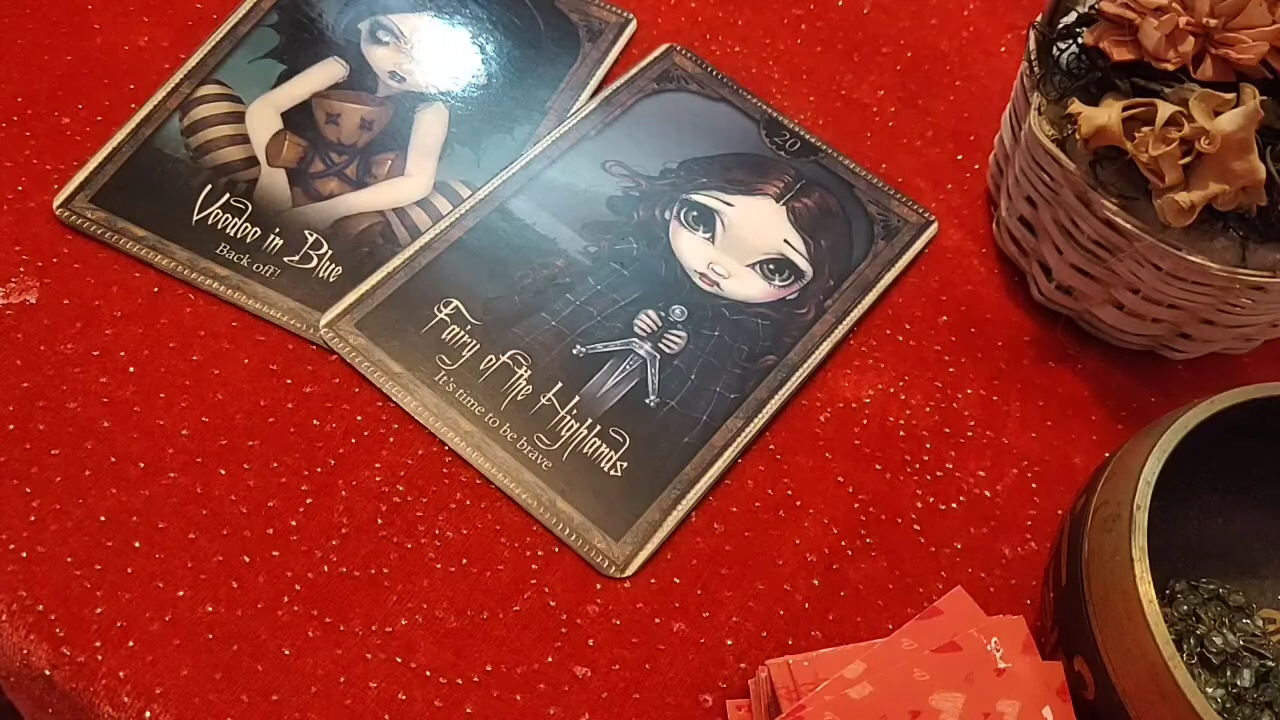 Voodoo in Blue
Back off!
20
Fairy of the Highlands
It's time to be brave